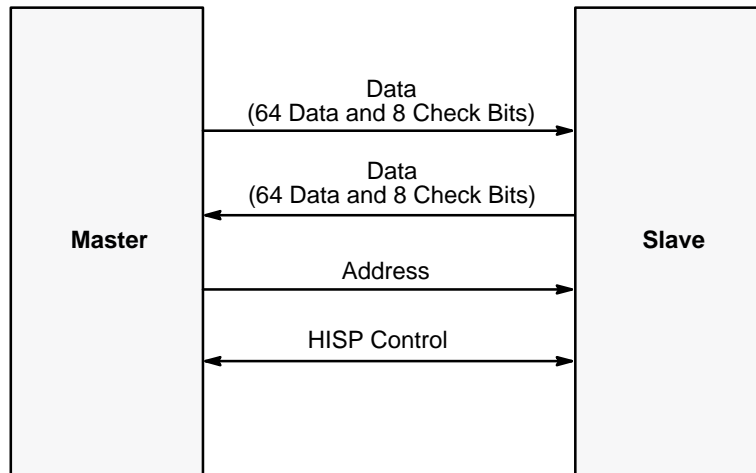 Data
(64 Data and 8 Check Bits)
Data
(64 Data and 8 Check Bits)
Master
Slave
Address
HISP Control